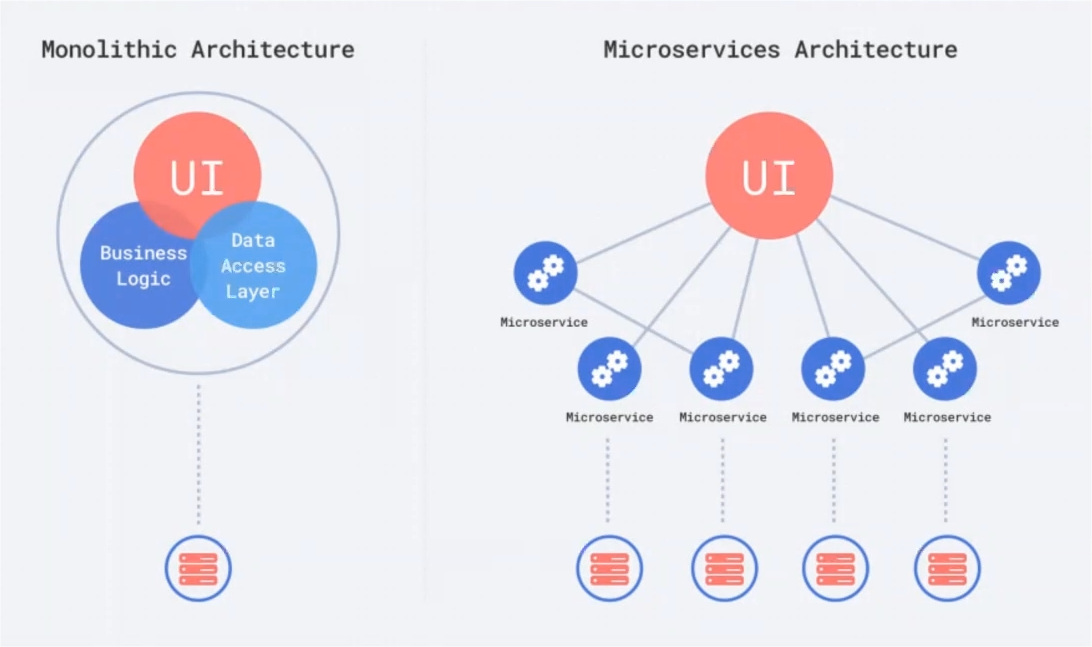 Monolithic Architecture
UI
Business
Logic
Data
Access
Layer
Microservices Architecture
UI
Microservice
Microservice
Microservice
Microservice
Microservice
Microservice